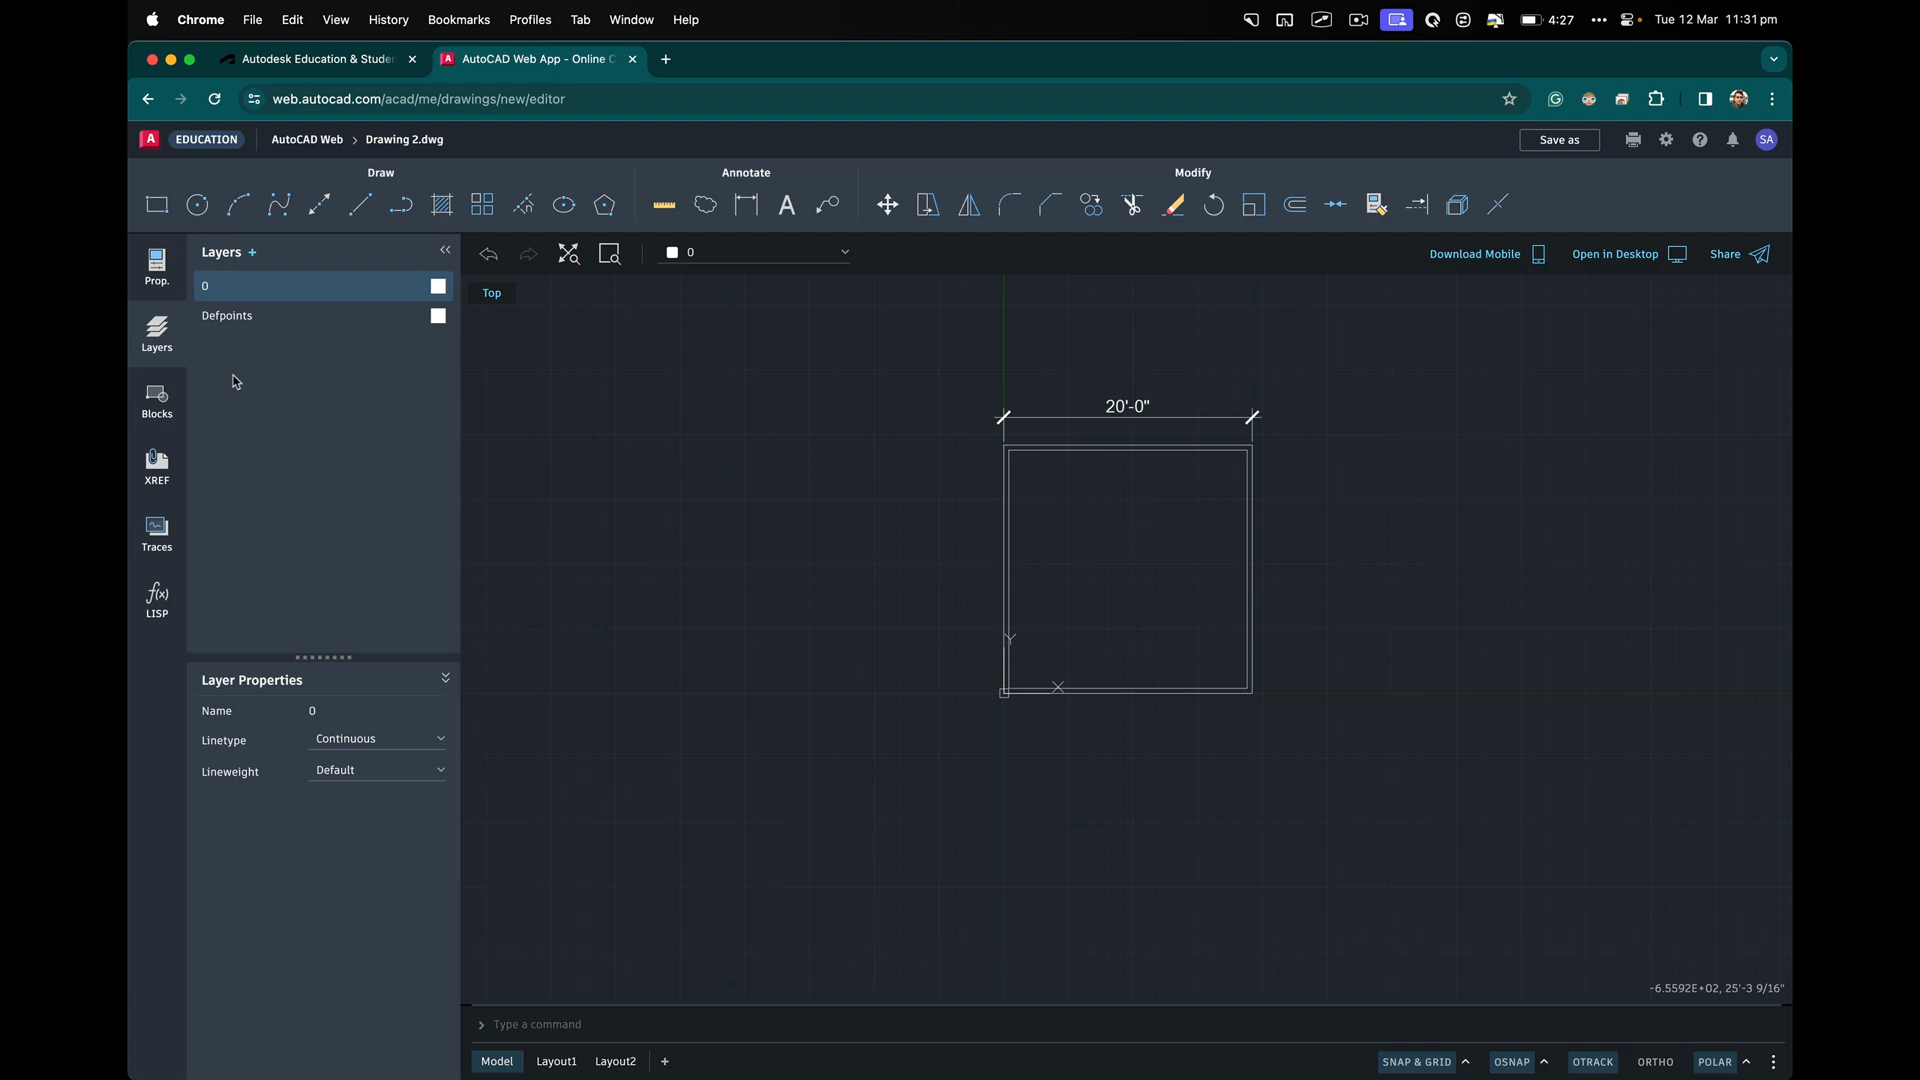 Chrome File Edit View History Bookmarks Profiles Tab Window Help 4:27 Tue 12 Mar 11:31 pm
Autodesk Education & Studen AutoCAD Web App - Online C
web.autocad.com/acad/me/drawings/new/editor
A EDUCATION AutoCAD Web > Drawing 2.dwg Save as SA
Draw Annotate Modify
Prop.
Layers +
0
Defpoints
Layers
Blocks
XREF
Traces
f(x)
LISP
0
Download Mobile Open in Desktop Share
Top
20'-0"
Y
X
Layer Properties
Name 0
Linetype Continuous
Lineweight Default
-6.5592E+02, 25'-3 9/16"
Type a command
Model Layout1 Layout2 + SNAP & GRID OSNAP OTRACK ORTHO POLAR